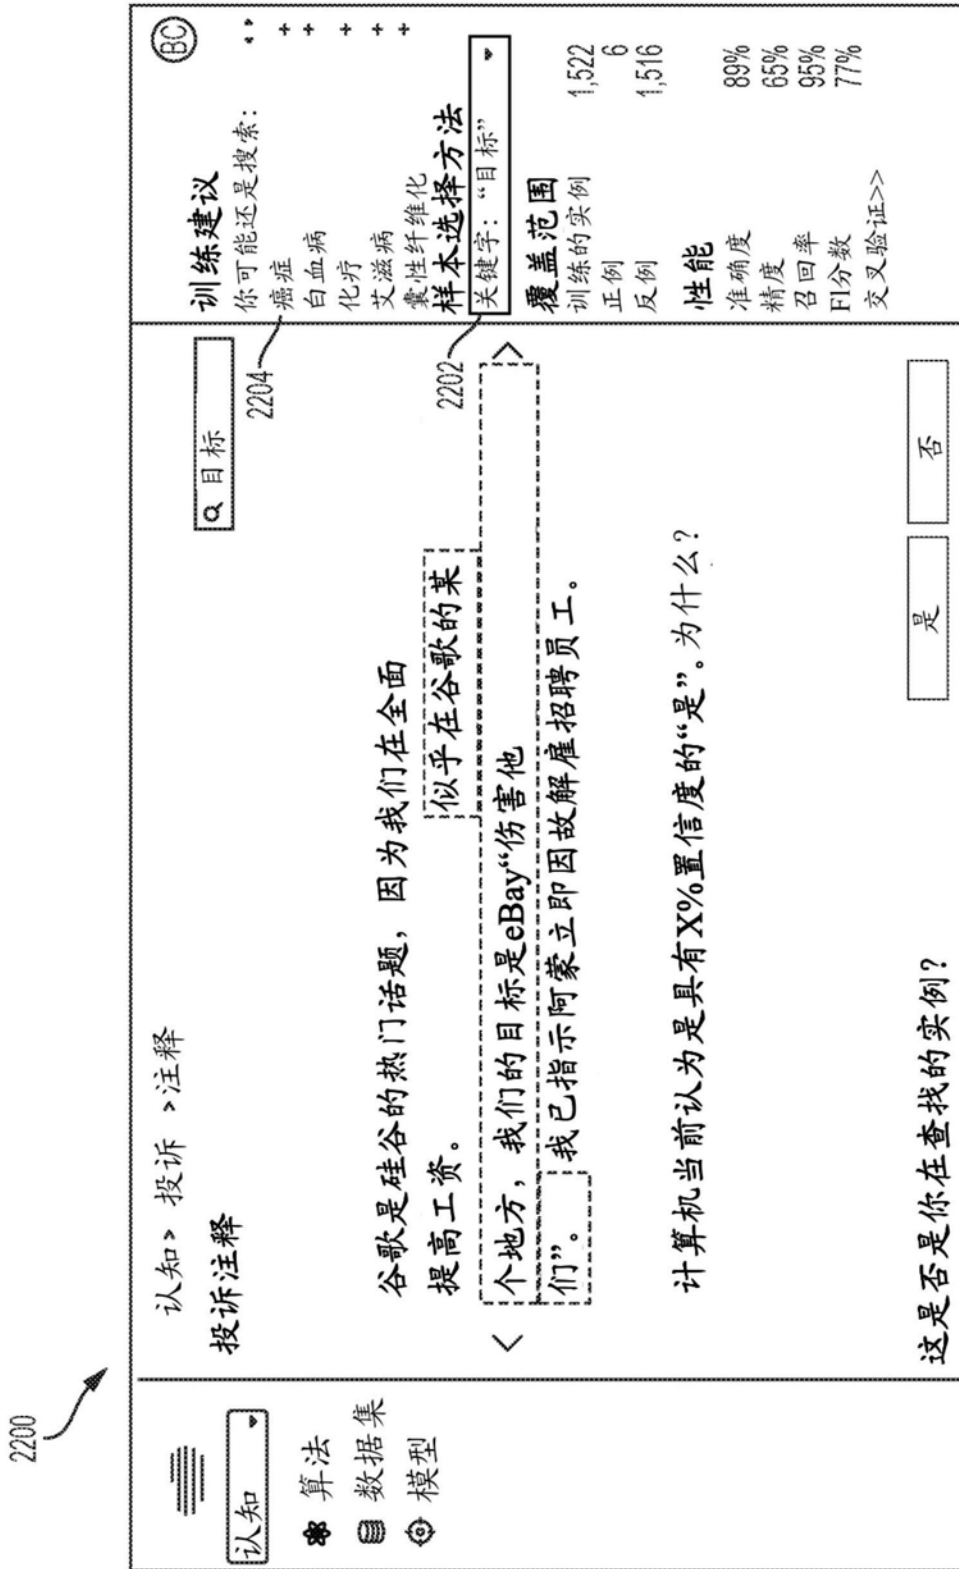 2200
认知
算法
数据集
模型
认知> 投诉 >注释
投诉注释
目标
谷歌是硅谷的热门话题，因为我们在全面
提高工资。
似乎在谷歌的某
< 个地方，我们的目标是eBay“伤害他 >
们”。 我已指示阿蒙立即因故解雇招聘员工。
计算机当前认为是具有X%置信度的“是”。为什么？
这是否是你在查找的实例？
是
否
BC
训练建议
你可能还是搜索： < >
2204
癌症 +
白血病 +
化疗 +
艾滋病 +
囊性纤维化 +
样本选择方法
2202
关键字：“目标”
覆盖范围
训练的实例 1,522
正例 6
反例 1,516
性能
准确度 89%
精度 65%
召回率 95%
F1分数 77%
交叉验证>>